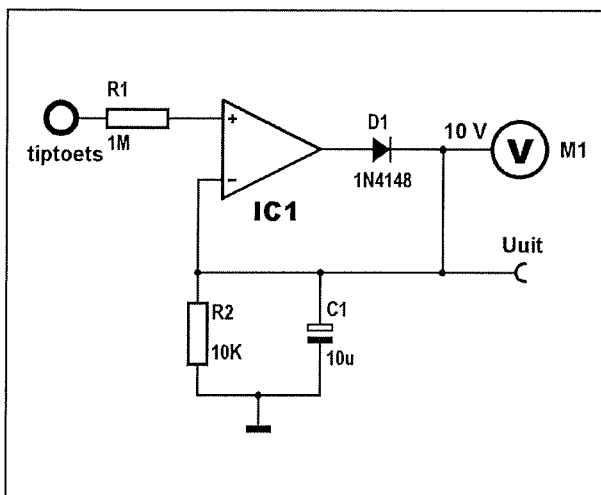 R1
1M
tiptoets
+
−
IC1
D1
1N4148
10 V
V
M1
Uuit
R2
10K
C1
10u